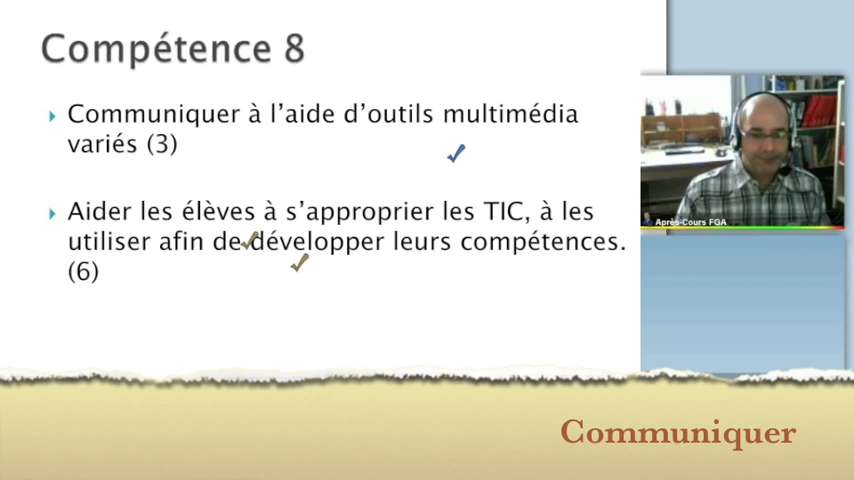 Compétence 8
Communiquer à l'aide d'outils multimédia
variés (3)
Aider les élèves à s'approprier les TIC, à les
utiliser afin de développer leurs compétences.
(6)
Après-Cours FGA
Communiquer